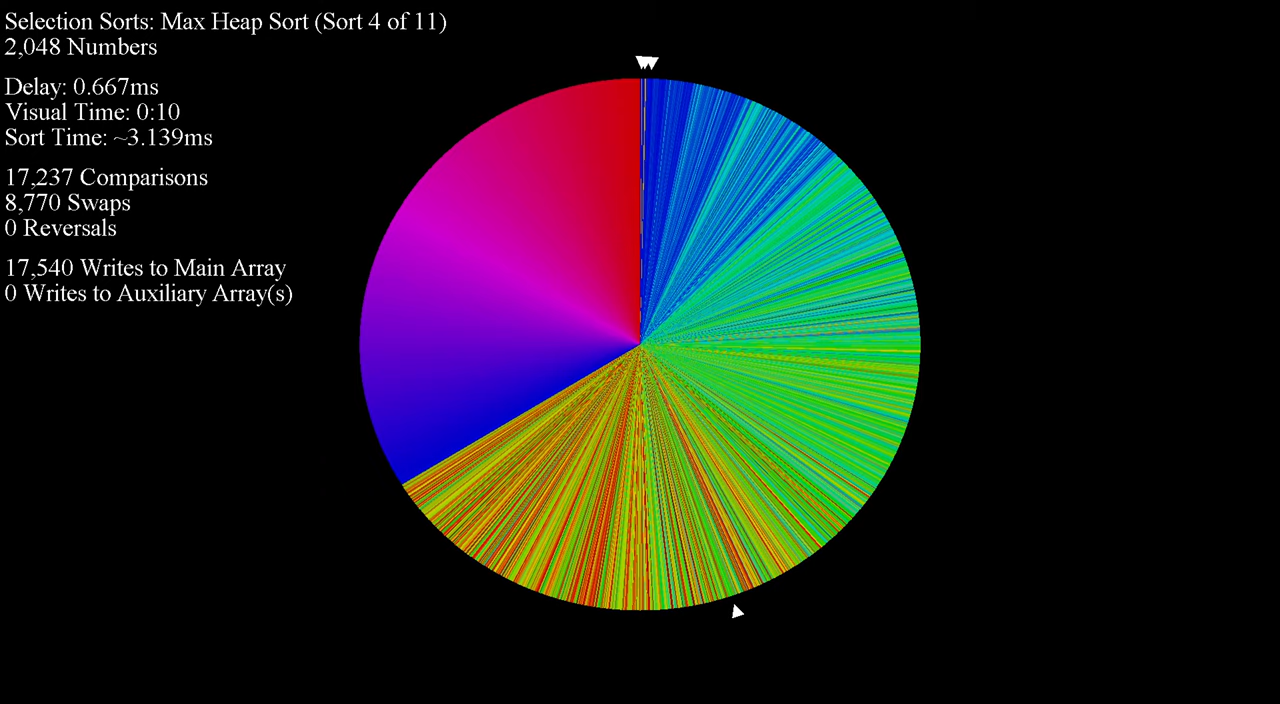 Selection Sorts: Max Heap Sort (Sort 4 of 11)
2,048 Numbers
Delay: 0.667ms
Visual Time: 0:10
Sort Time: ~3.139ms
17,237 Comparisons
8,770 Swaps
0 Reversals
17,540 Writes to Main Array
0 Writes to Auxiliary Array(s)